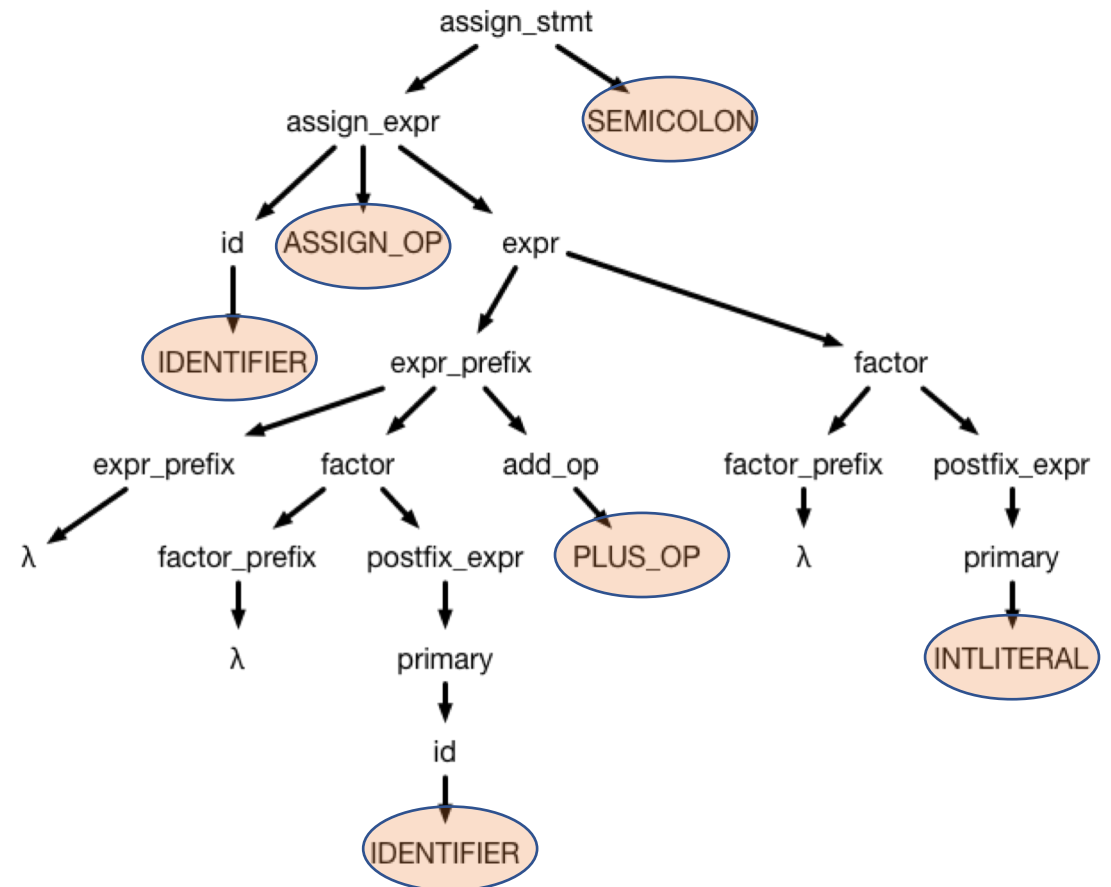 assign_stmt
assign_expr SEMICOLON
id ASSIGN_OP expr
IDENTIFIER expr_prefix factor
expr_prefix factor add_op factor_prefix postfix_expr
λ factor_prefix postfix_expr PLUS_OP λ primary
λ primary INTLITERAL
id
IDENTIFIER